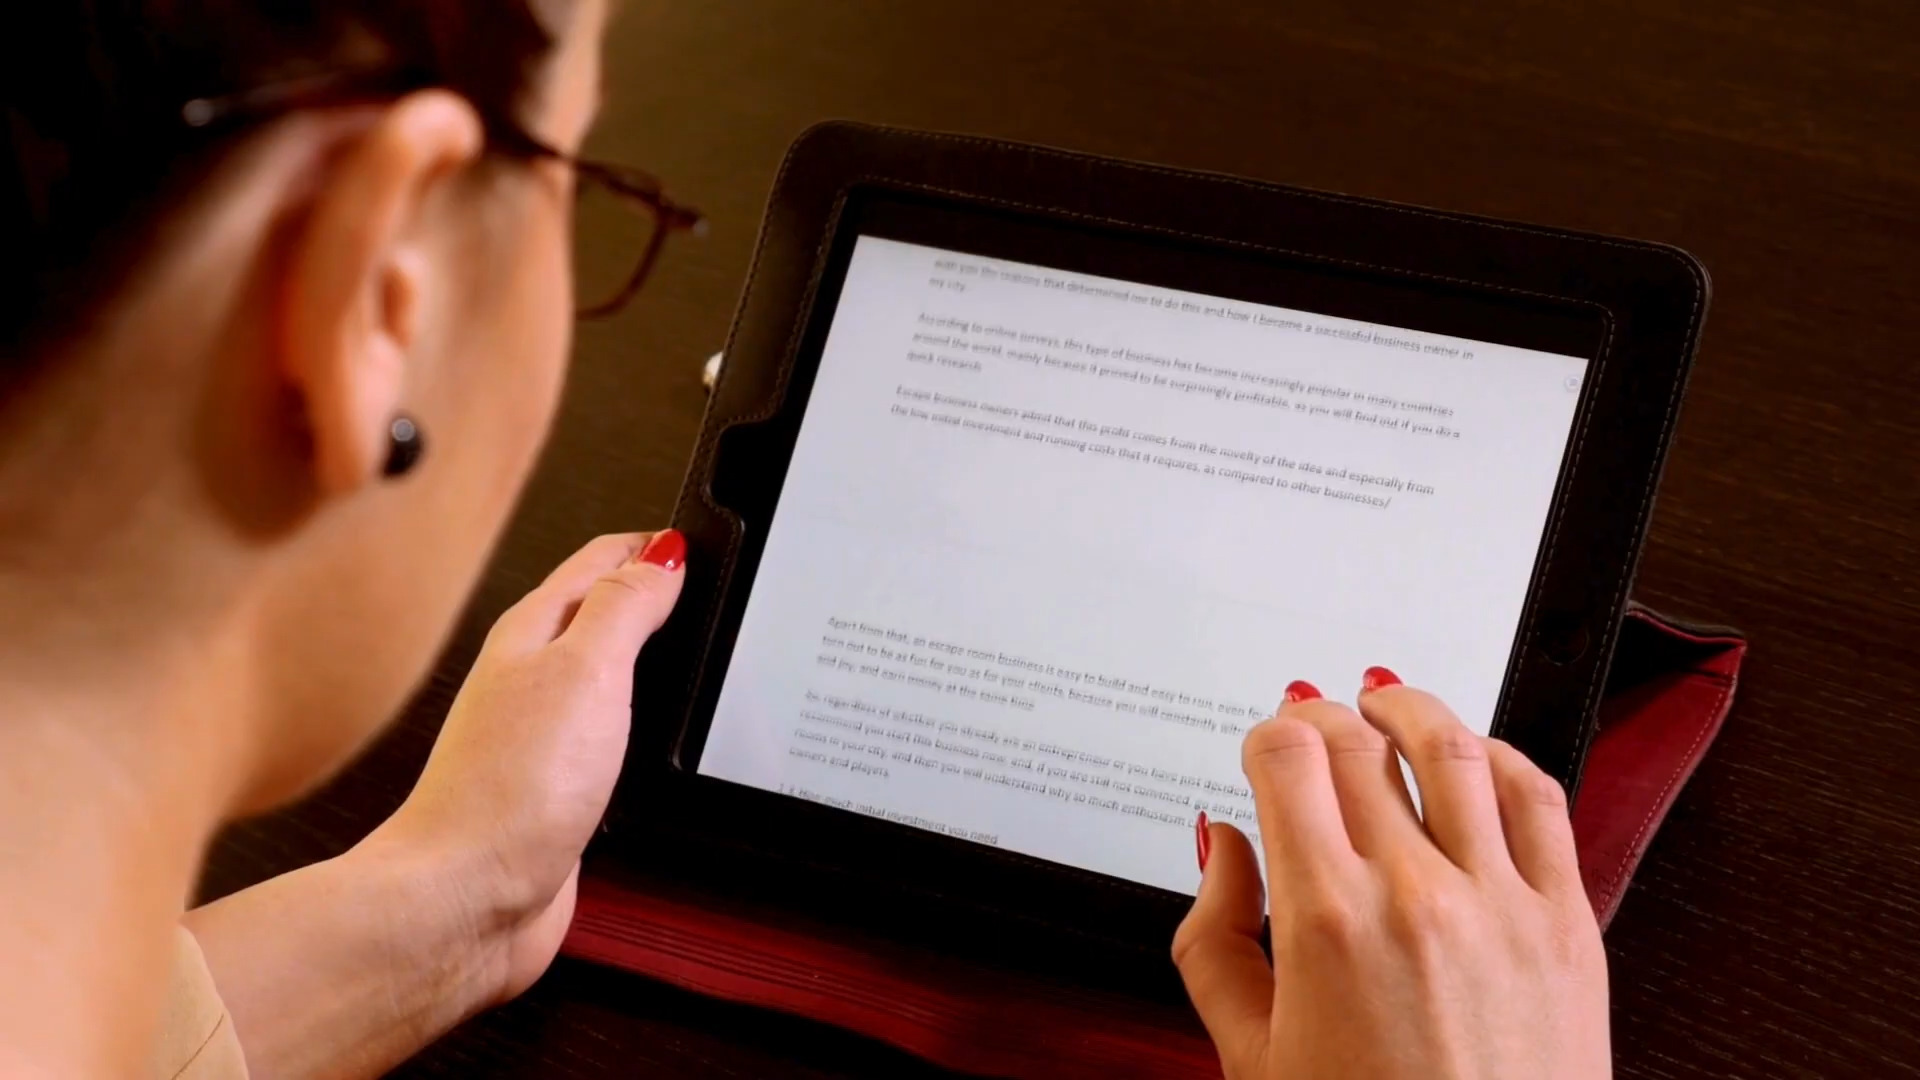 with you the reasons that determined me to do this and how I became a successful business owner in
my city.
According to online surveys, this type of business has become increasingly popular in many countries
around the world, mainly because it proved to be surprisingly profitable, as you will find out if you do a
quick research.
Escape business owners admit that this profit comes from the novelty of the idea and especially from
the low initial investment and running costs that it requires, as compared to other businesses/
Apart from that, an escape room business is easy to build and easy to run, even for
turn out to be as fun for you as for your clients, because you will constantly
and joy, and earn money at the same time.
regardless of whether you already are an entrepreneur or you have just decided
recommend you start this business now and, if you are still not convinced, go and play
rooms in your city, and then you will understand why so much enthusiasm
owners and players.
How much initial investment you need